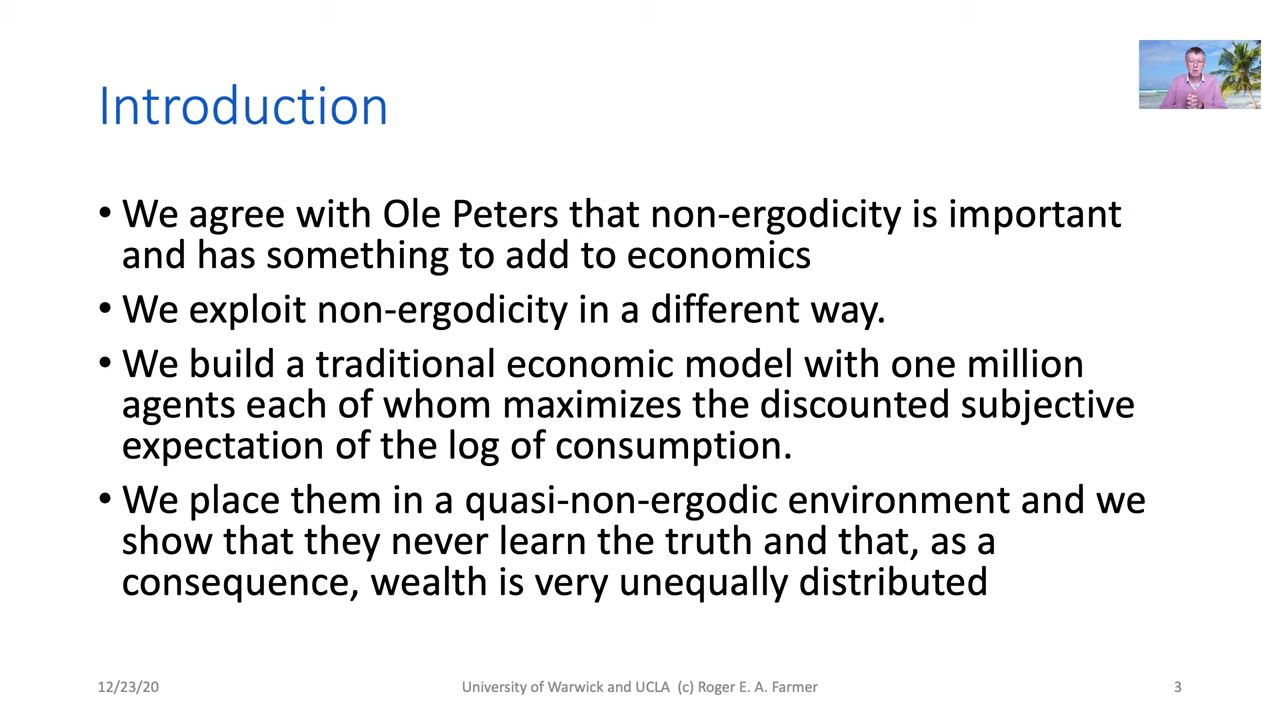 Introduction
• We agree with Ole Peters that non-ergodicity is important
and has something to add to economics
• We exploit non-ergodicity in a different way.
• We build a traditional economic model with one million
agents each of whom maximizes the discounted subjective
expectation of the log of consumption.
• We place them in a quasi-non-ergodic environment and we
show that they never learn the truth and that, as a
consequence, wealth is very unequally distributed
12/23/20
University of Warwick and UCLA (c) Roger E. A. Farmer
3